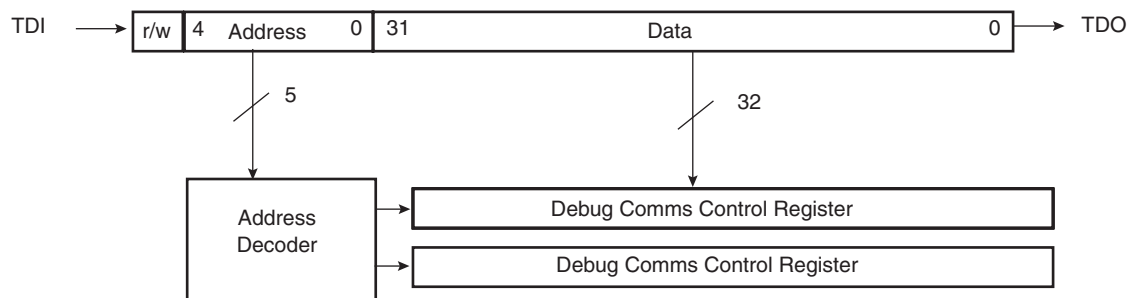 TDI r/w 4 Address 0 31 Data 0 TDO
5
32
Address
Decoder
Debug Comms Control Register
Debug Comms Control Register